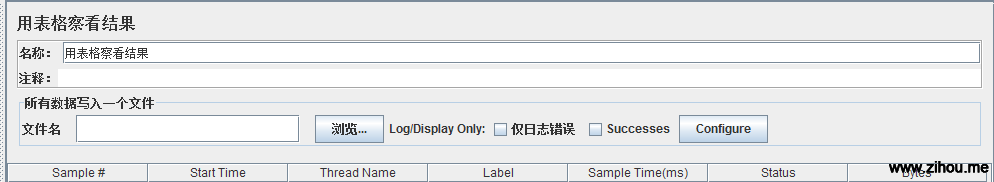 用表格察看结果
名称： 用表格察看结果
注释：
所有数据写入一个文件
文件名 浏览... Log/Display Only: 仅日志错误 Successes Configure
Sample # Start Time Thread Name Label Sample Time(ms) Status Bytes
www.zihou.me